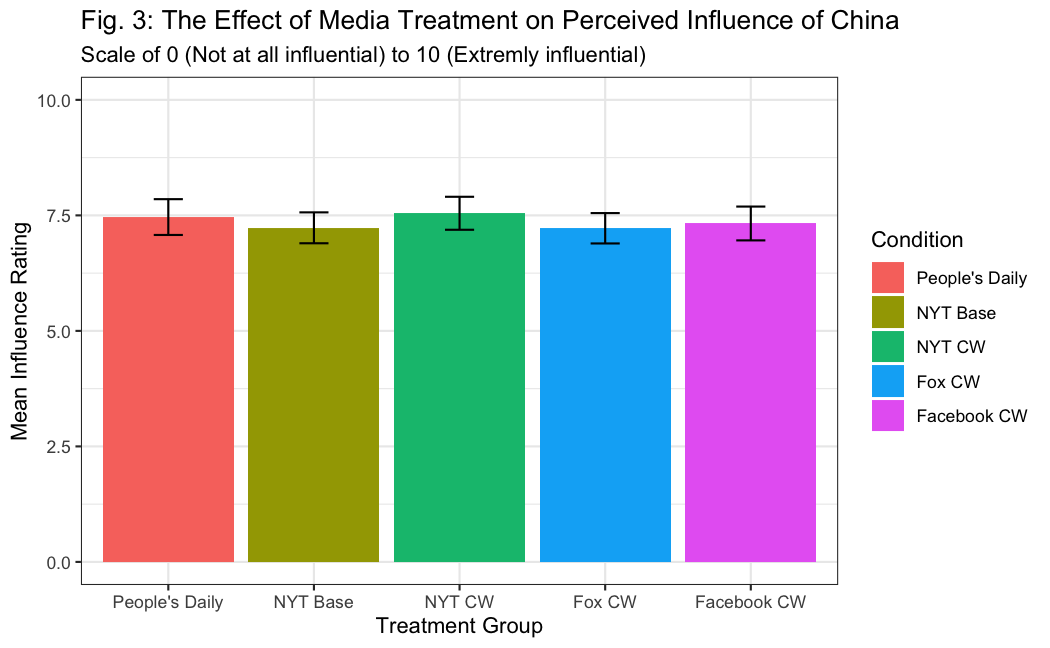 Fig. 3: The Effect of Media Treatment on Perceived Influence of China
Scale of 0 (Not at all influential) to 10 (Extremly influential)
Mean Influence Rating
10.0
7.5
5.0
2.5
0.0
People's Daily
NYT Base
NYT CW
Fox CW
Facebook CW
Treatment Group
Condition
People's Daily
NYT Base
NYT CW
Fox CW
Facebook CW